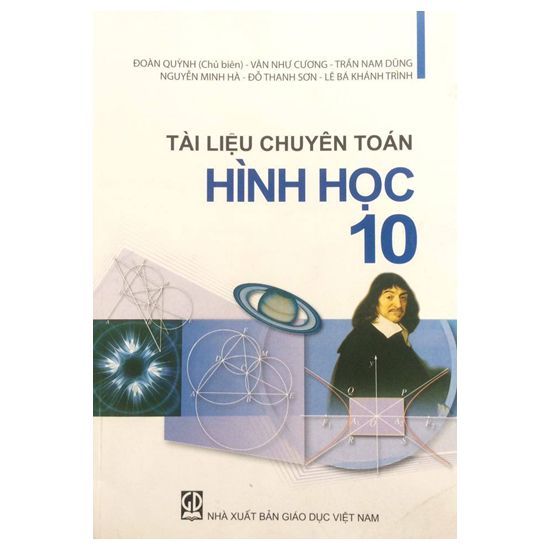 ĐOÀN QUỲNH (Chủ biên) - VĂN NHƯ CƯƠNG - TRẦN NAM DŨNG
NGUYỄN MINH HÀ - ĐỖ THANH SƠN - LÊ BÁ KHÁNH TRÌNH
TÀI LIỆU CHUYÊN TOÁN
HÌNH HỌC
10
NHÀ XUẤT BẢN GIÁO DỤC VIỆT NAM